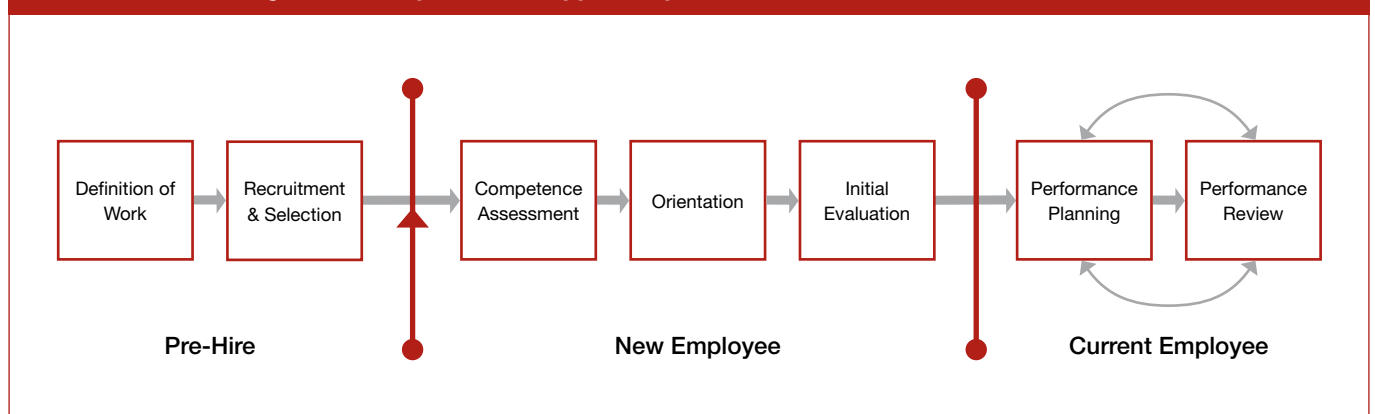 Definition of
Work
Recruitment
& Selection
Competence
Assessment
Orientation
Initial
Evaluation
Performance
Planning
Performance
Review
Pre-Hire
New Employee
Current Employee